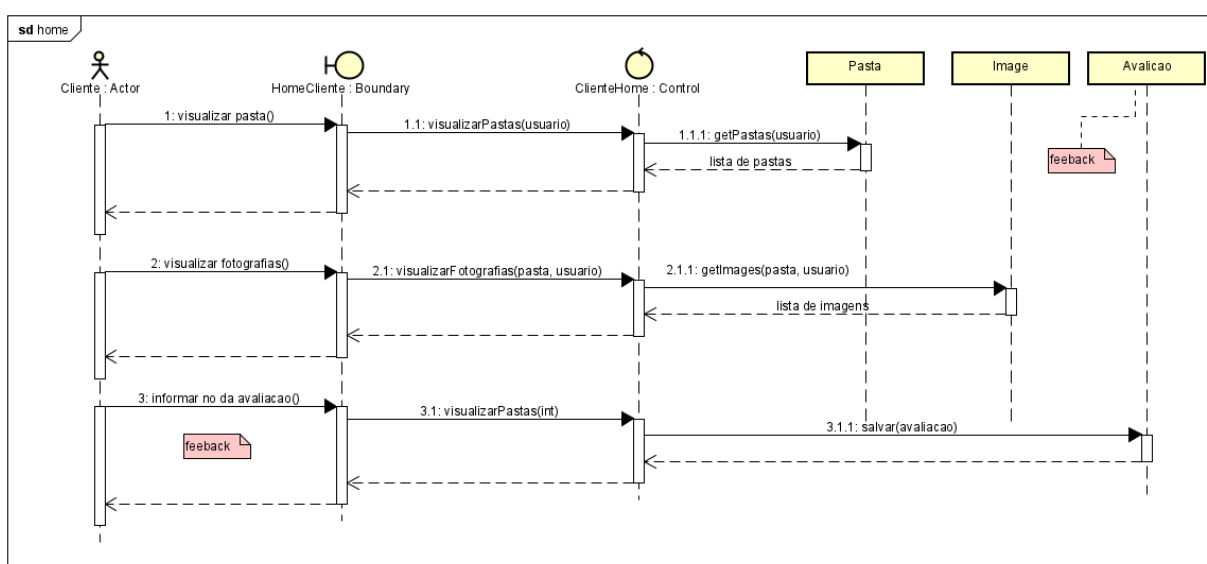 sd home
Cliente : Actor
HomeCliente : Boundary
ClienteHome : Control
Pasta
Image
Avalicao
1: visualizar pasta()
1.1: visualizarPastas(usuario)
1.1.1: getPastas(usuario)
lista de pastas
feeback
2: visualizar fotografias()
2.1: visualizarFotografias(pasta, usuario)
2.1.1: getImages(pasta, usuario)
lista de imagens
3: informar no da avaliacao()
3.1: visualizarPastas(int)
3.1.1: salvar(avaliacao)
feeback